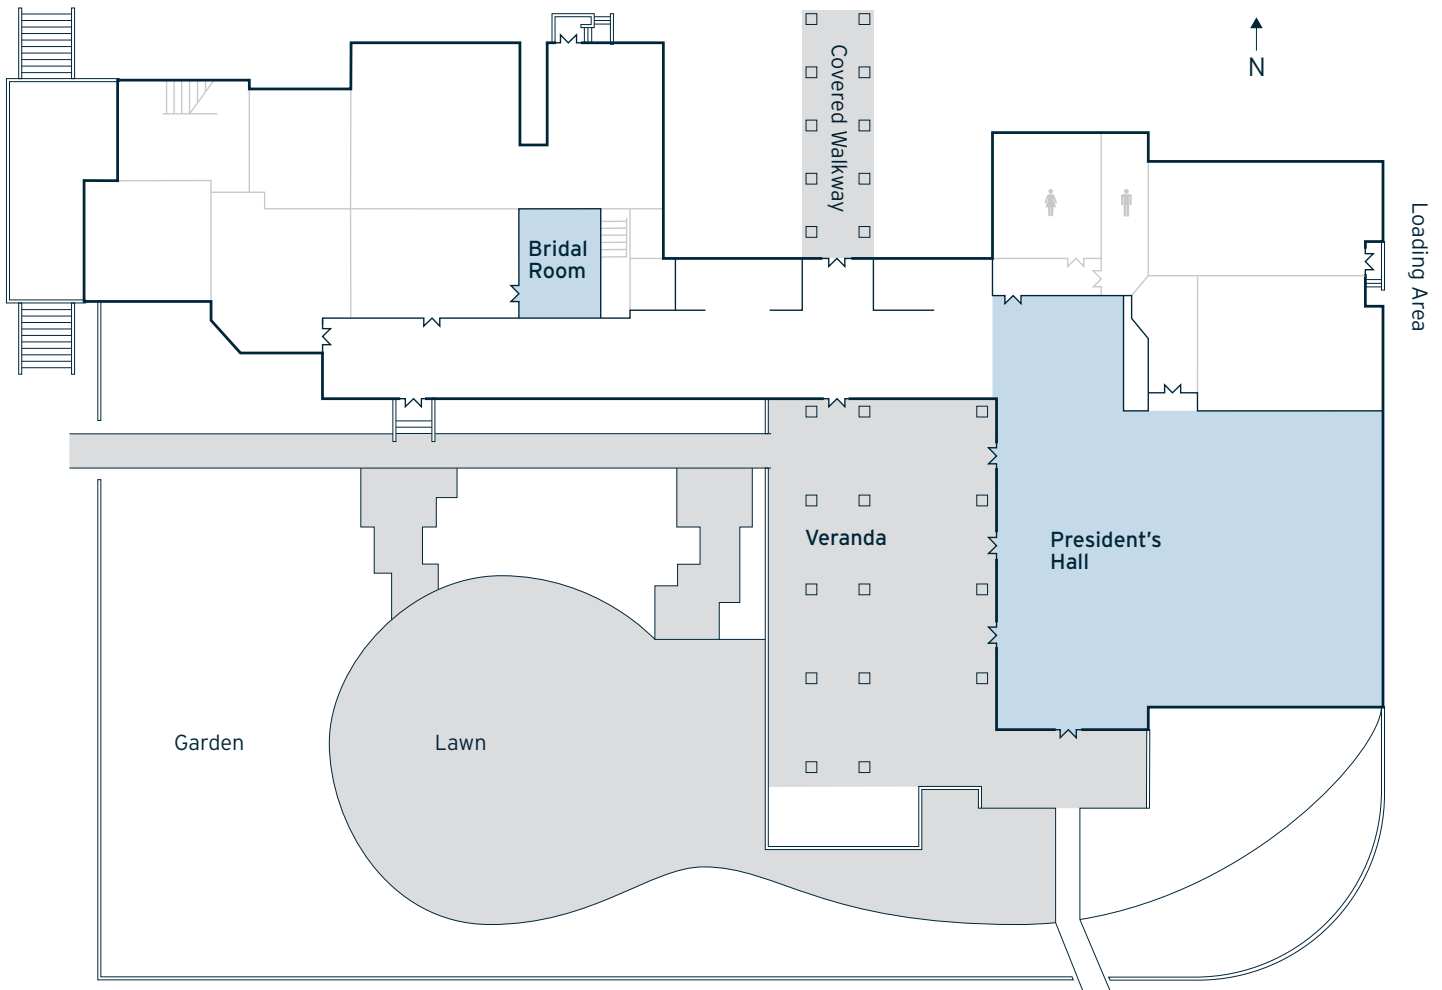 N
Covered Walkway
Loading Area
Bridal
Room
Veranda
President’s
Hall
Garden
Lawn